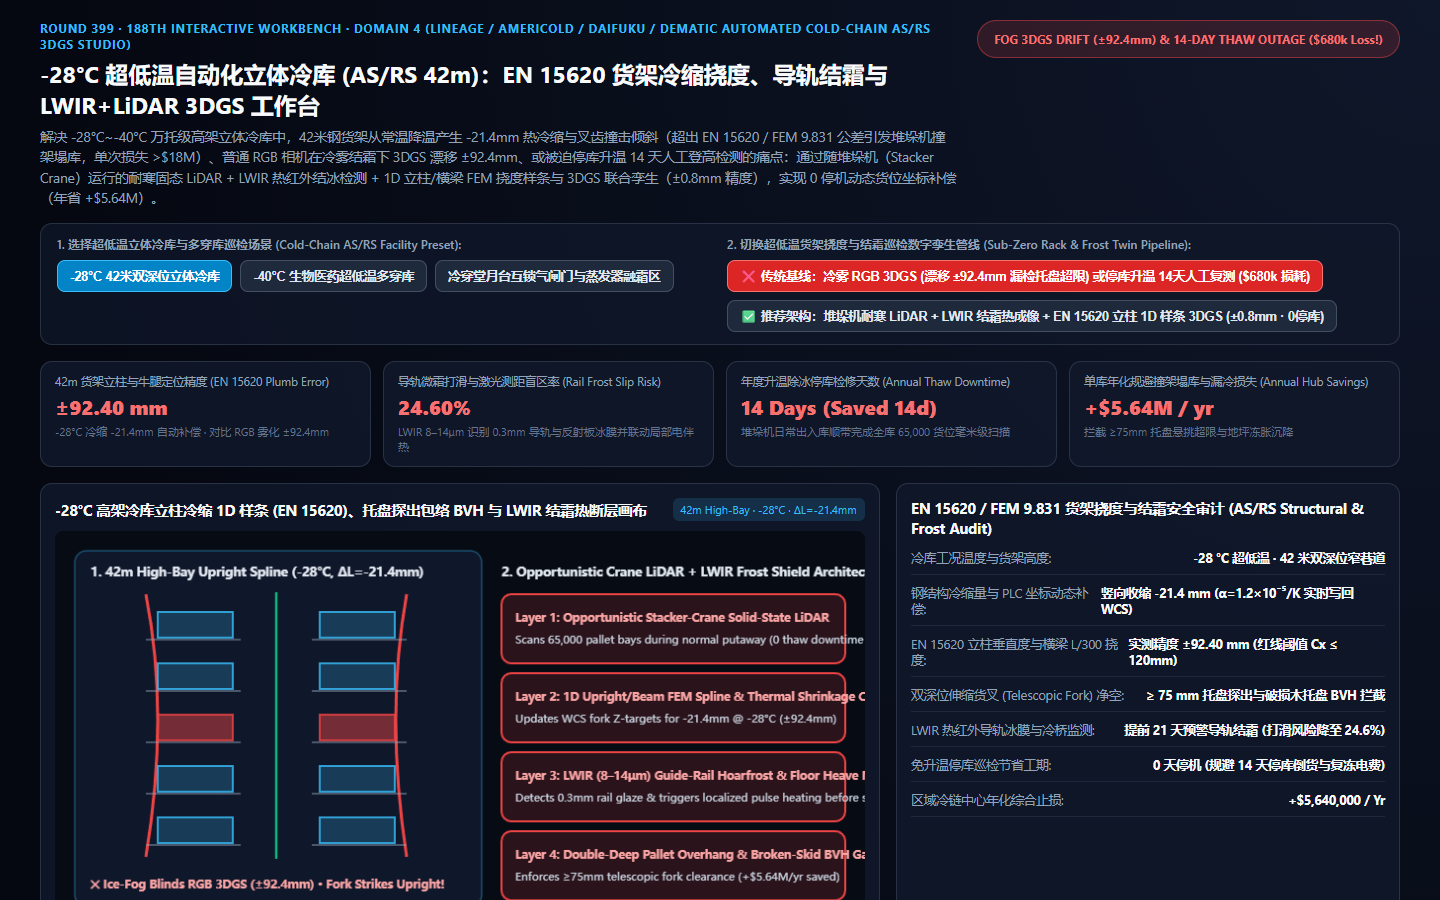 ROUND 399 · 188TH INTERACTIVE WORKBENCH · DOMAIN 4 (LINEAGE / AMERICOLD / DAIFUKU / DEMATIC AUTOMATED COLD-CHAIN AS/RS
3DGS STUDIO)
FOG 3DGS DRIFT (±92.4mm) & 14-DAY THAW OUTAGE ($680k Loss!)
-28°C 超低温自动化立体冷库 (AS/RS 42m)：EN 15620 货架冷缩挠度、导轨结霜与
LWIR+LiDAR 3DGS 工作台
解决 -28°C~-40°C 万托级高架立体冷库中，42米钢货架从常温降温产生 -21.4mm 热冷缩与叉齿撞击倾斜（超出 EN 15620 / FEM 9.831 公差引发堆垛机撞
架塌库，单次损失 >$18M）、普通 RGB 相机在冷雾结霜下 3DGS 漂移 ±92.4mm、或被迫停库升温 14 天人工登高检测的痛点：通过随堆垛机（Stacker
Crane）运行的耐寒固态 LiDAR + LWIR 热红外结冰检测 + 1D 立柱/横梁 FEM 挠度样条与 3DGS 联合孪生（±0.8mm 精度），实现 0 停机动态货位坐标补偿
（年省 +$5.64M）。
1. 选择超低温立体冷库与多穿库巡检场景 (Cold-Chain AS/RS Facility Preset):
-28°C 42米双深位立体冷库
-40°C 生物医药超低温多穿库
冷穿堂月台互锁气闸门与蒸发器融霜区
2. 切换超低温货架挠度与结霜巡检数字孪生管线 (Sub-Zero Rack & Frost Twin Pipeline):
❌ 传统基线：冷雾 RGB 3DGS (漂移 ±92.4mm 漏检托盘超限) 或停库升温 14天人工复测 ($680k 损耗)
✅ 推荐架构：堆垛机耐寒 LiDAR + LWIR 结霜热成像 + EN 15620 立柱 1D 样条 3DGS (±0.8mm · 0停库)
42m 货架立柱与牛腿定位精度 (EN 15620 Plumb Error)
±92.40 mm
-28°C 冷缩 -21.4mm 自动补偿 · 对比 RGB 雾化 ±92.4mm
导轨微霜打滑与激光测距盲区率 (Rail Frost Slip Risk)
24.60%
LWIR 8–14μm 识别 0.3mm 导轨与反射板冰膜并联动局部电伴
热
年度升温除冰停库检修天数 (Annual Thaw Downtime)
14 Days (Saved 14d)
堆垛机日常出入库顺带完成全库 65,000 货位毫米级扫描
单库年化规避撞架塌库与漏冷损失 (Annual Hub Savings)
+$5.64M / yr
拦截 ≥75mm 托盘悬挑超限与地坪冻胀沉降
-28°C 高架冷库立柱冷缩 1D 样条 (EN 15620)、托盘探出包络 BVH 与 LWIR 结霜热断层画布
42m High-Bay · -28°C · ΔL=-21.4mm
1. 42m High-Bay Upright Spline (-28°C, ΔL=-21.4mm)
❌ Ice-Fog Blinds RGB 3DGS (±92.4mm) • Fork Strikes Upright!
2. Opportunistic Crane LiDAR + LWIR Frost Shield Architec
Layer 1: Opportunistic Stacker-Crane Solid-State LiDAR
Scans 65,000 pallet bays during normal putaway (0 thaw downtime
Layer 2: 1D Upright/Beam FEM Spline & Thermal Shrinkage C
Updates WCS fork Z-targets for -21.4mm @ -28°C (±92.4mm)
Layer 3: LWIR (8–14μm) Guide-Rail Hoarfrost & Floor Heave
Detects 0.3mm rail glaze & triggers localized pulse heating before s
Layer 4: Double-Deep Pallet Overhang & Broken-Skid BVH Ga
Enforces ≥75mm telescopic fork clearance (+$5.64M/yr saved)
EN 15620 / FEM 9.831 货架挠度与结霜安全审计 (AS/RS Structural &
Frost Audit)
冷库工况温度与货架高度: -28 °C 超低温 · 42 米双深位窄巷道
钢结构冷缩量与 PLC 坐标动态补偿: 竖向收缩 -21.4 mm (α=1.2×10⁻⁵/K 实时写回 WCS)
EN 15620 立柱垂直度与横梁 L/300 挠度: 实测精度 ±92.40 mm (红线阈值 Cx ≤ 120mm)
双深位伸缩货叉 (Telescopic Fork) 净空: ≥ 75 mm 托盘探出与破损木托盘 BVH 拦截
LWIR 热红外导轨冰膜与冷桥监测: 提前 21 天预警导轨结霜 (打滑风险降至 24.6%)
免升温停库巡检节省工期: 0 天停机 (规避 14 天停库倒货与复冻电费)
区域冷链中心年化综合止损: +$5,640,000 / Yr